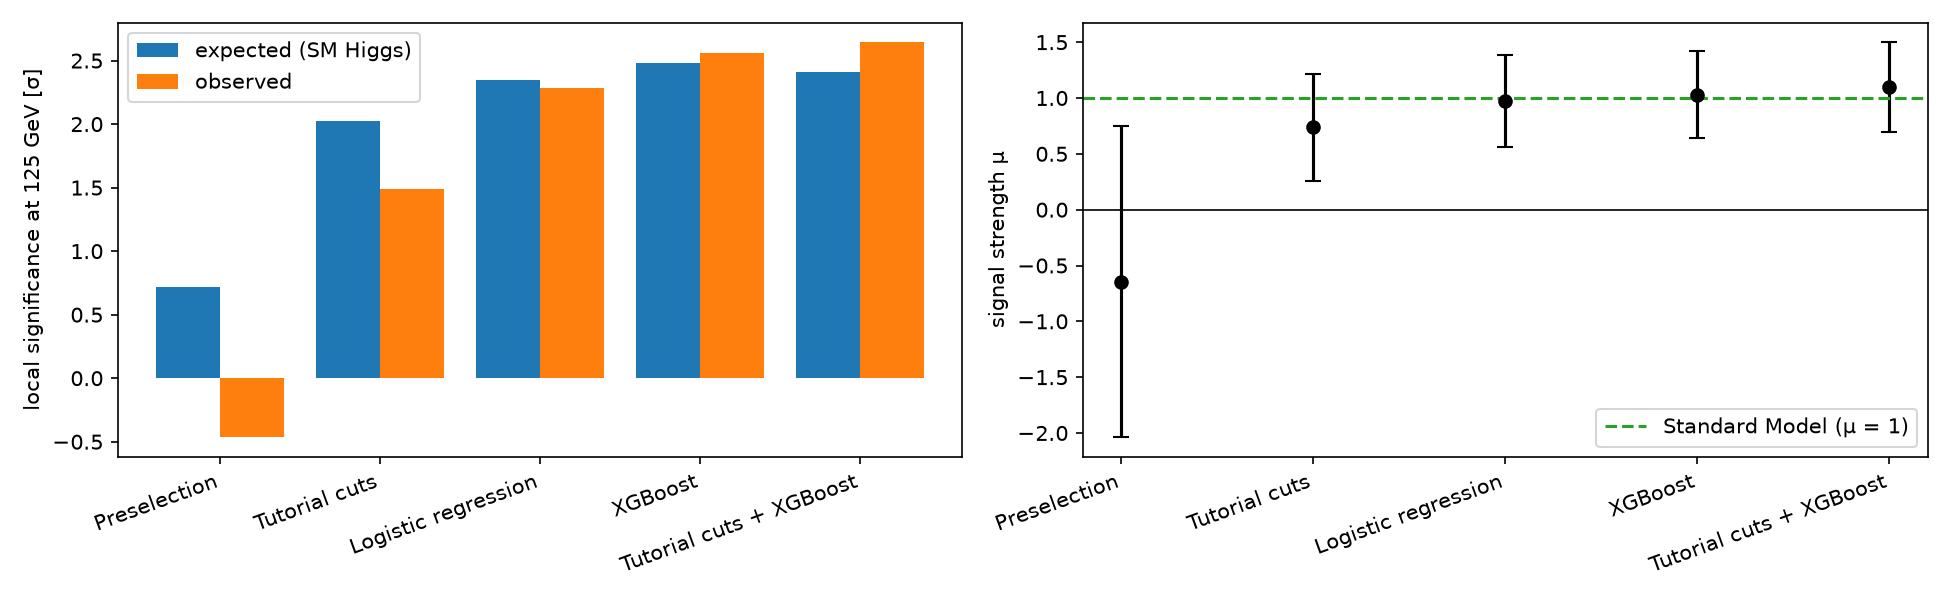 local significance at 125 GeV [σ]
expected (SM Higgs)
observed
2.5
2.0
1.5
1.0
0.5
0.0
−0.5
Preselection
Tutorial cuts
Logistic regression
XGBoost
Tutorial cuts + XGBoost
signal strength μ
1.5
1.0
0.5
0.0
−0.5
−1.0
−1.5
−2.0
Standard Model (μ = 1)
Preselection
Tutorial cuts
Logistic regression
XGBoost
Tutorial cuts + XGBoost